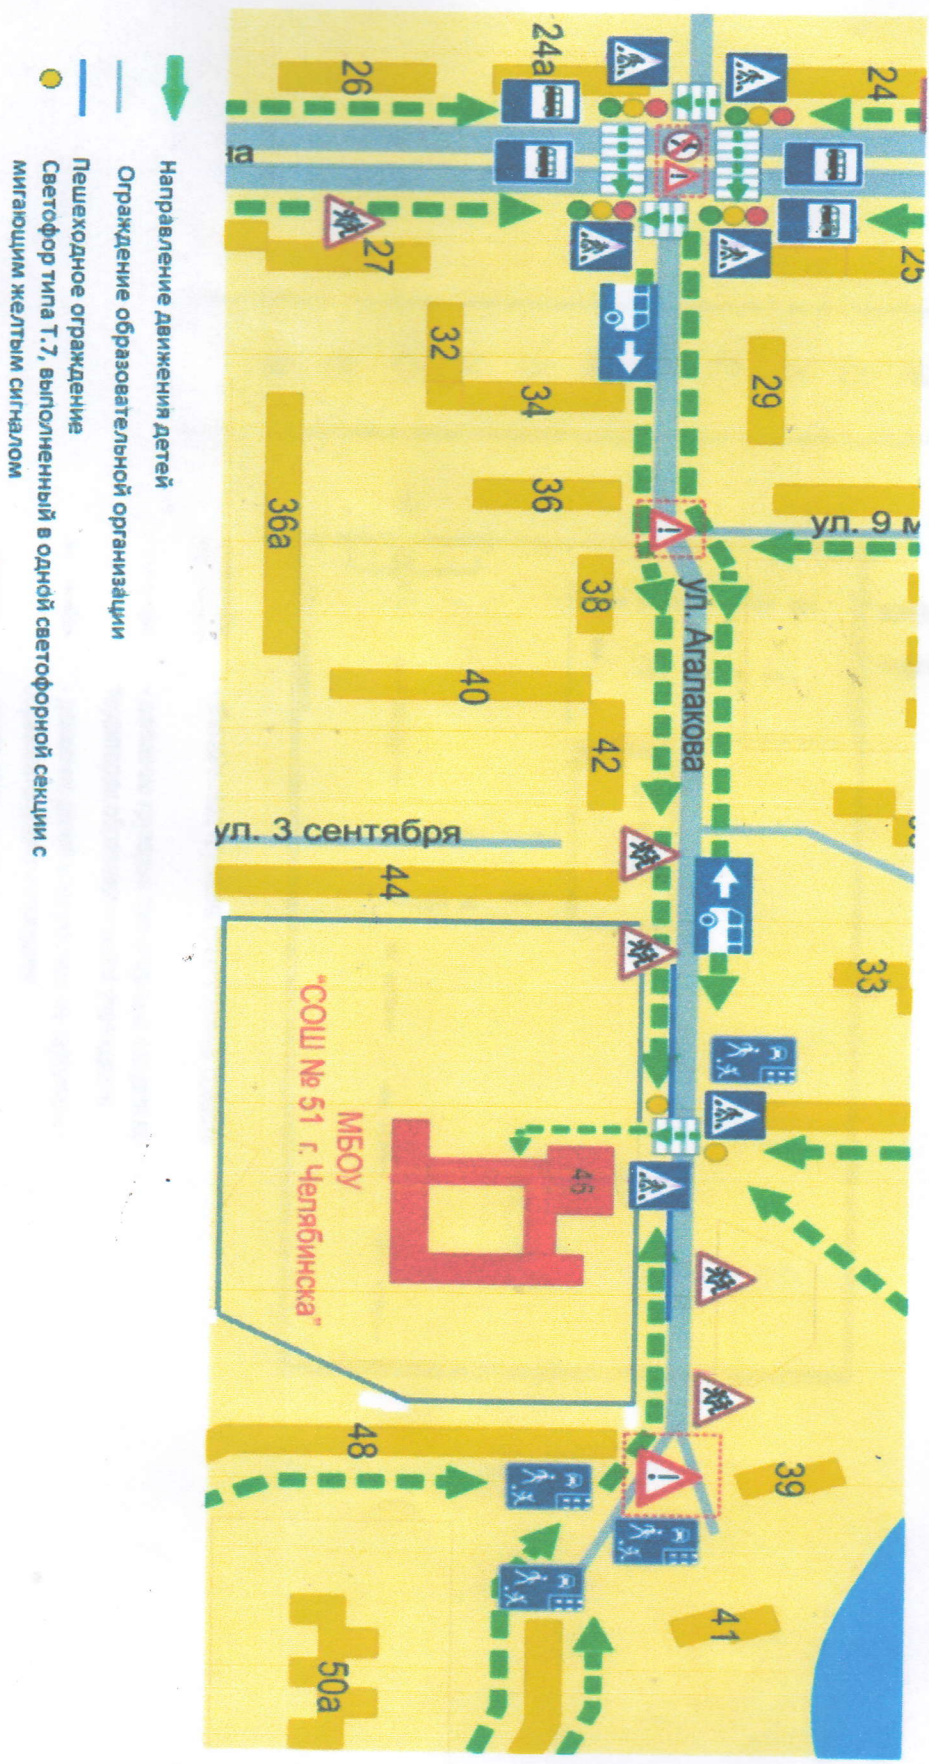 24а
24
26
на
27
25
32
34
29
36
36а
ул. 9 м
38
ул. Агалакова
40
42
ул. 3 сентября
44
33
МБОУ
"СОШ № 51 г. Челябинска"
46
48
39
41
50а
Направление движения детей
Ограждение образовательной организации
Пешеходное ограждение
Светофор типа Т.7, выполненный в одной светофорной секции с
мигающим желтым сигналом